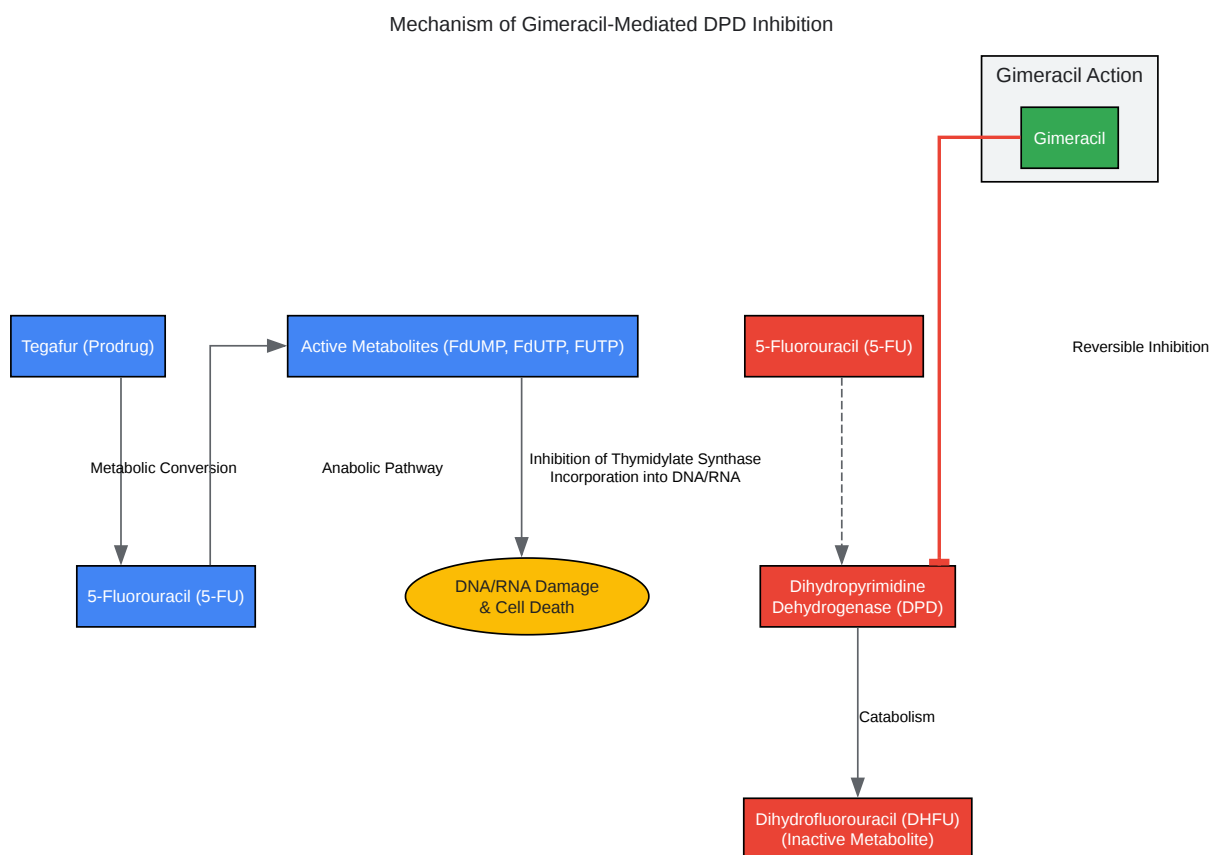 Mechanism of Gimeracil-Mediated DPD Inhibition
Gimeracil Action
Gimeracil
Tegafur (Prodrug)
Active Metabolites (FdUMP, FdUTP, FUTP)
5-Fluorouracil (5-FU)
Reversible Inhibition
Metabolic Conversion
Anabolic Pathway
Inhibition of Thymidylate Synthase
Incorporation into DNA/RNA
5-Fluorouracil (5-FU)
DNA/RNA Damage
& Cell Death
Dihydropyrimidine
Dehydrogenase (DPD)
Catabolism
Dihydrofluorouracil (DHFU)
(Inactive Metabolite)